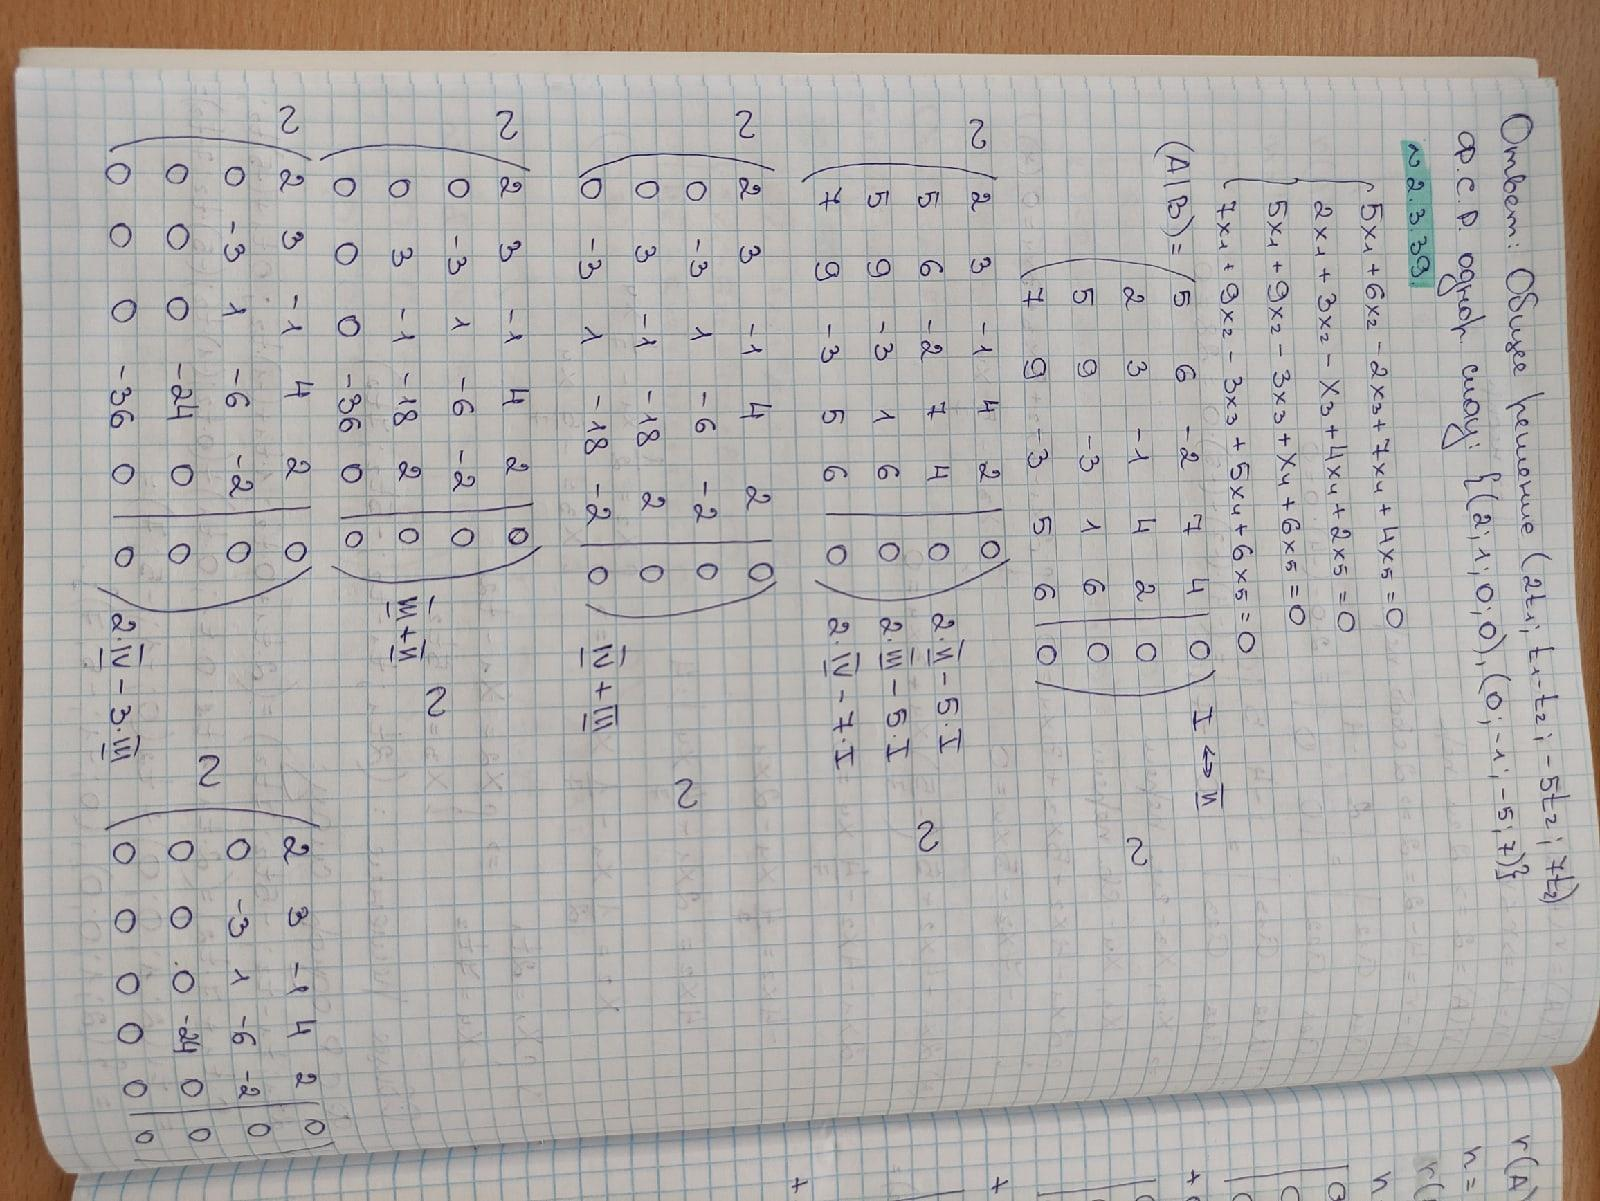 Ответ: Общее решение (2t₁; t₁-t₂; -5t₂; 7t₂)
Ф.С.Р. однор. слау: {(2;1;0;0),(0;-1;-5;7)}
~ 2.3.39.
5x₁ + 6x₂ - 2x₃ + 7x₄ + 4x₅ = 0
2x₁ + 3x₂ - x₃ + 4x₄ + 2x₅ = 0
5x₁ + 9x₂ - 3x₃ + x₄ + 6x₅ = 0
7x₁ + 9x₂ - 3x₃ + 5x₄ + 6x₅ = 0
5 6 -2 7 4 | 0 I ↔ II
(A|B) = 2 3 -1 4 2 | 0 ~
5 9 -3 1 6 | 0
7 9 -3 5 6 | 0
~ 2 3 -1 4 2 | 0
5 6 -2 7 4 | 0 2·II - 5·I ~
5 9 -3 1 6 | 0 2·III - 5·I
7 9 -3 5 6 | 0 2·IV - 7·I
~ 2 3 -1 4 2 | 0
0 -3 1 -6 -2 | 0 ~
0 3 -1 -18 2 | 0
0 -3 1 -18 -2 | 0 IV + III
~ 2 3 -1 4 2 | 0
0 -3 1 -6 -2 | 0 ~
0 3 -1 -18 2 | 0 III + II
0 0 0 -36 0 | 0
~ 2 3 -1 4 2 | 0 ~ 2 3 -1 4 2 | 0
0 -3 1 -6 -2 | 0 0 -3 1 -6 -2 | 0
0 0 0 -24 0 | 0 0 0 0 -24 0 | 0
0 0 0 -36 0 | 0 2·IV - 3·III 0 0 0 0 0 | 0
r(A)
n =
r(
n